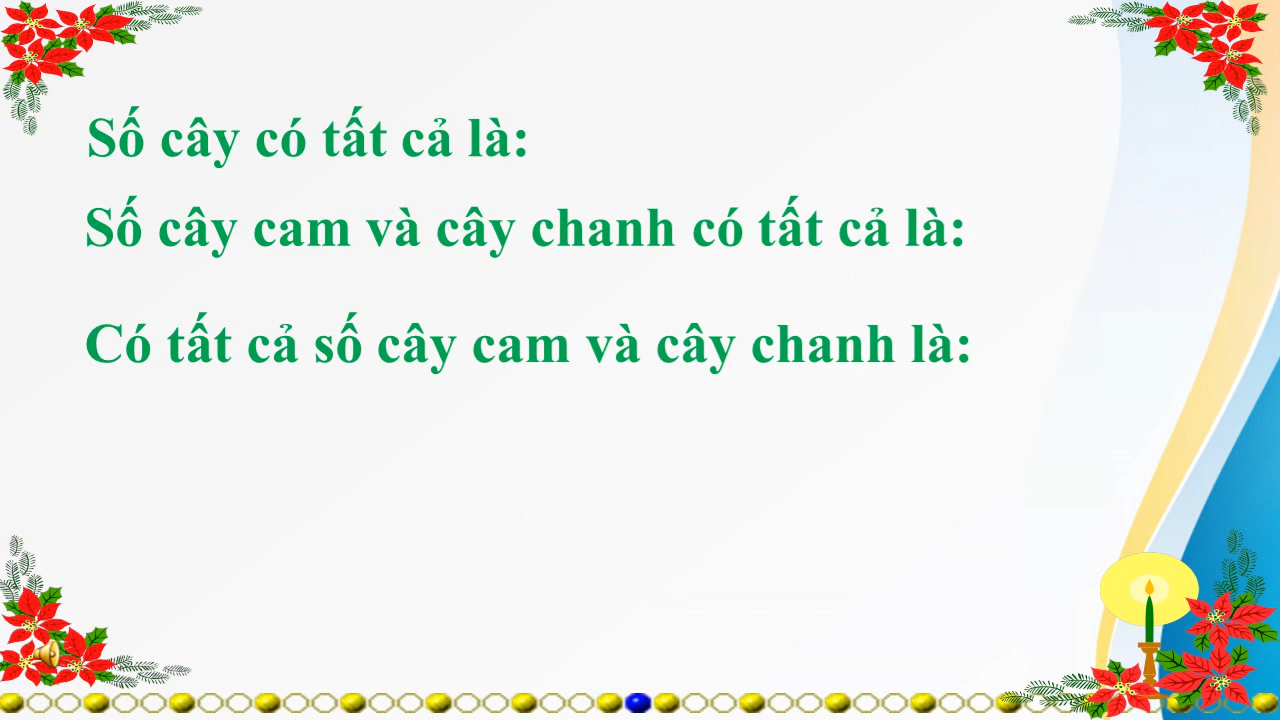 Số cây có tất cả là:
Số cây cam và cây chanh có tất cả là:
Có tất cả số cây cam và cây chanh là: